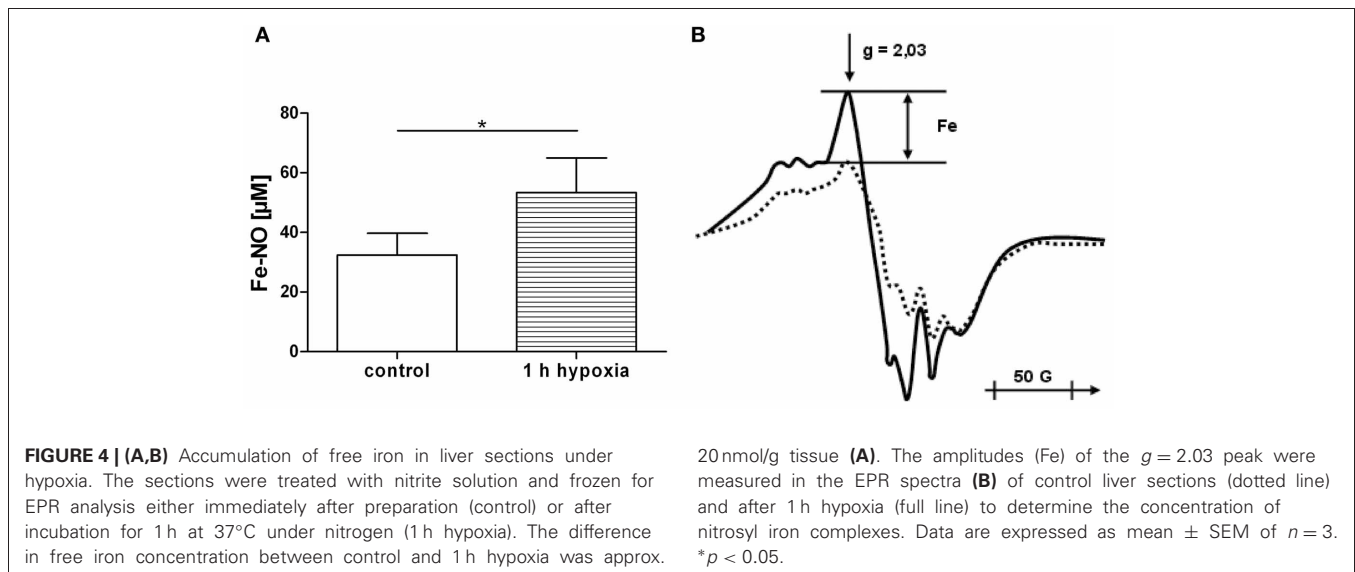 A
Fe-NO [µM]
80
60
40
20
0
*
control
1 h hypoxia
B
g = 2,03
Fe
50 G
FIGURE 4 | (A,B) Accumulation of free iron in liver sections under
hypoxia. The sections were treated with nitrite solution and frozen for
EPR analysis either immediately after preparation (control) or after
incubation for 1 h at 37°C under nitrogen (1 h hypoxia). The difference
in free iron concentration between control and 1 h hypoxia was approx.
20 nmol/g tissue (A). The amplitudes (Fe) of the g = 2.03 peak were
measured in the EPR spectra (B) of control liver sections (dotted line)
and after 1 h hypoxia (full line) to determine the concentration of
nitrosyl iron complexes. Data are expressed as mean ± SEM of n = 3.
*p < 0.05.